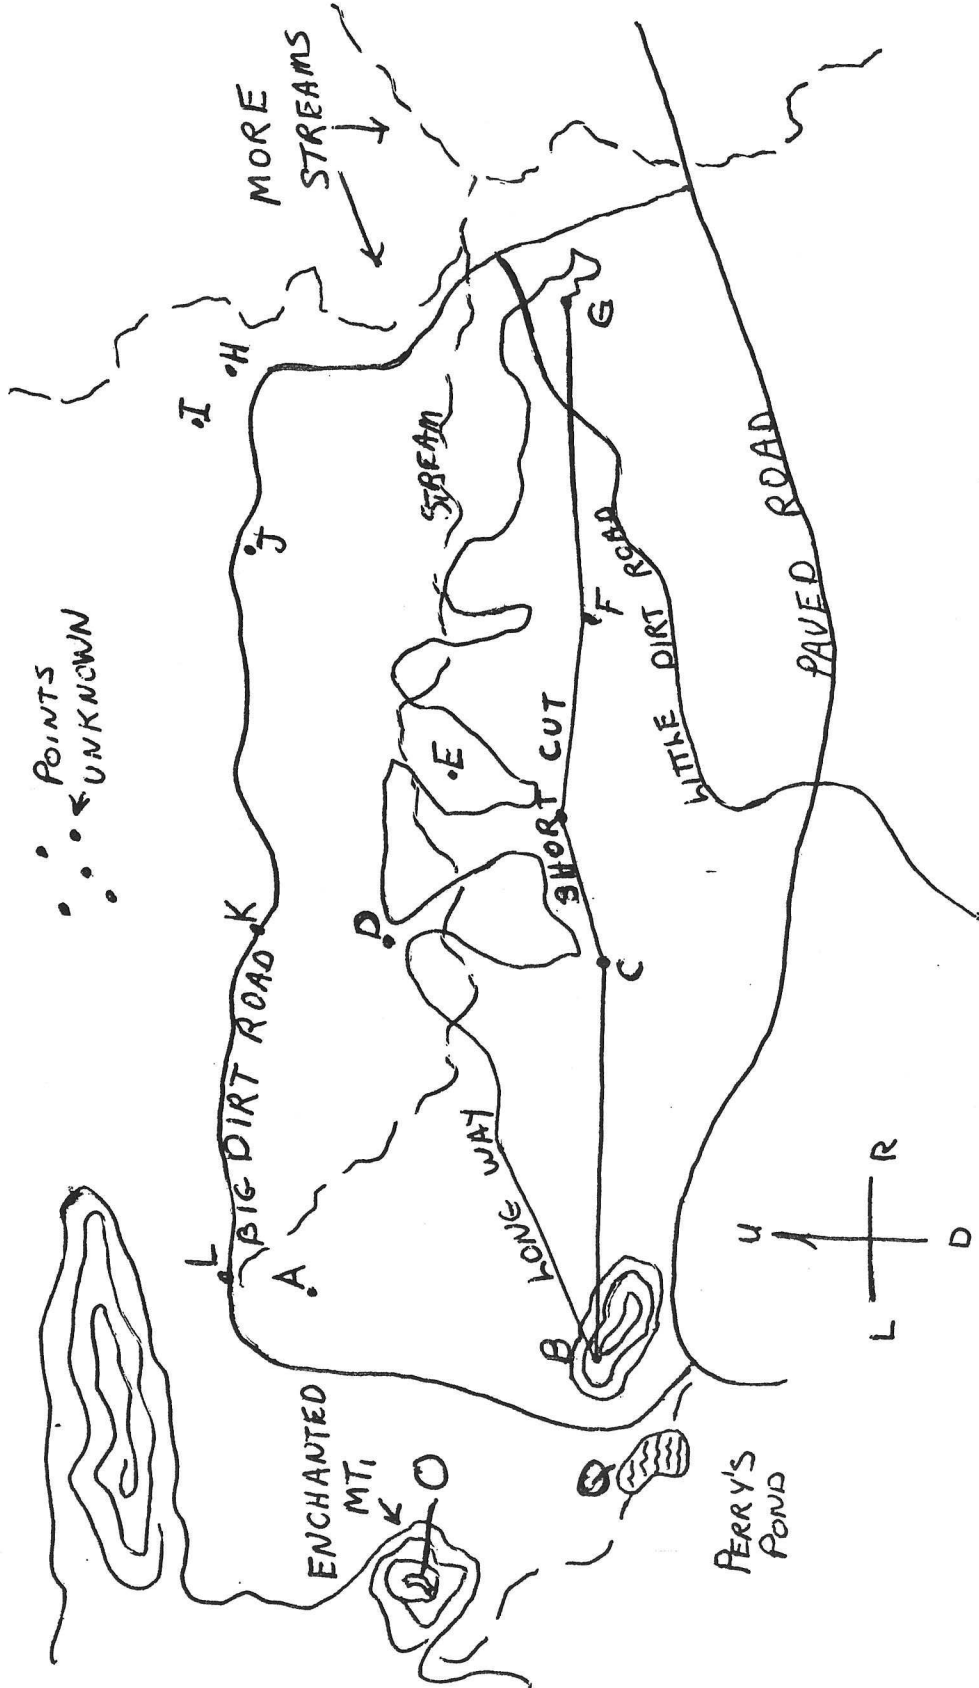 POINTS
UNKNOWN
MORE
STREAMS
L
BIG DIRT ROAD
K
J
I
H
A
D
E
STREAM
ENCHANTED
MT.
O
LONG WAY
B
C
SHORT CUT
F
G
Q
PERRY'S
POND
LITTLE DIRT ROAD
PAVED ROAD
U
L
R
D